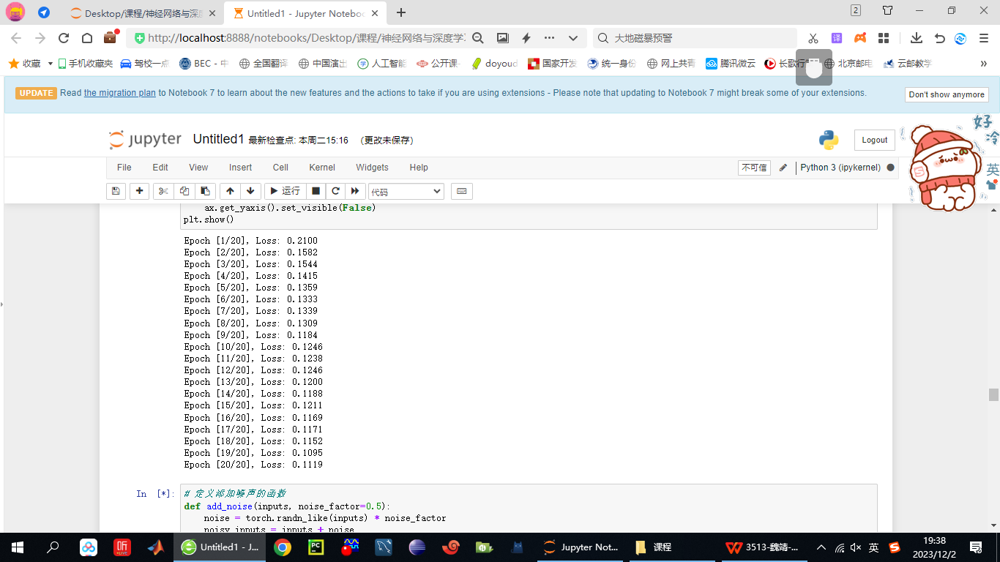 Desktop/课程/神经网络与深度
Untitled1 - Jupyter Notebook
2
http://localhost:8888/notebooks/Desktop/课程/神经网络与深度学习
大地磁暴预警
译
收藏 手机收藏夹 驾校一点 BEC - 中 全国翻译 中国演出 人工智能 公开课 doyoud 国家开发 统一身份 网上共青 腾讯微云 长歌行 北京邮电 云邮教学
UPDATE Read the migration plan to Notebook 7 to learn about the new features and the actions to take if you are using extensions - Please note that updating to Notebook 7 might break some of your extensions.
Don't show anymore
好冷
jupyter Untitled1 最新检查点: 本周二15:16 (更改未保存)
Logout
英
File Edit View Insert Cell Kernel Widgets Help
不可信 Python 3 (ipykernel)
运行 代码
ax.get_yaxis().set_visible(False)
plt.show()
Epoch [1/20], Loss: 0.2100
Epoch [2/20], Loss: 0.1582
Epoch [3/20], Loss: 0.1544
Epoch [4/20], Loss: 0.1415
Epoch [5/20], Loss: 0.1359
Epoch [6/20], Loss: 0.1333
Epoch [7/20], Loss: 0.1339
Epoch [8/20], Loss: 0.1309
Epoch [9/20], Loss: 0.1184
Epoch [10/20], Loss: 0.1246
Epoch [11/20], Loss: 0.1238
Epoch [12/20], Loss: 0.1246
Epoch [13/20], Loss: 0.1200
Epoch [14/20], Loss: 0.1188
Epoch [15/20], Loss: 0.1211
Epoch [16/20], Loss: 0.1169
Epoch [17/20], Loss: 0.1171
Epoch [18/20], Loss: 0.1152
Epoch [19/20], Loss: 0.1095
Epoch [20/20], Loss: 0.1119
In [*]: # 定义添加噪声的函数
def add_noise(inputs, noise_factor=0.5):
noise = torch.randn_like(inputs) * noise_factor
noisy_inputs = inputs + noise
Untitled1 - J...
Jupyter Not...
课程
3513-魏靖-...
英
19:38
2023/12/2